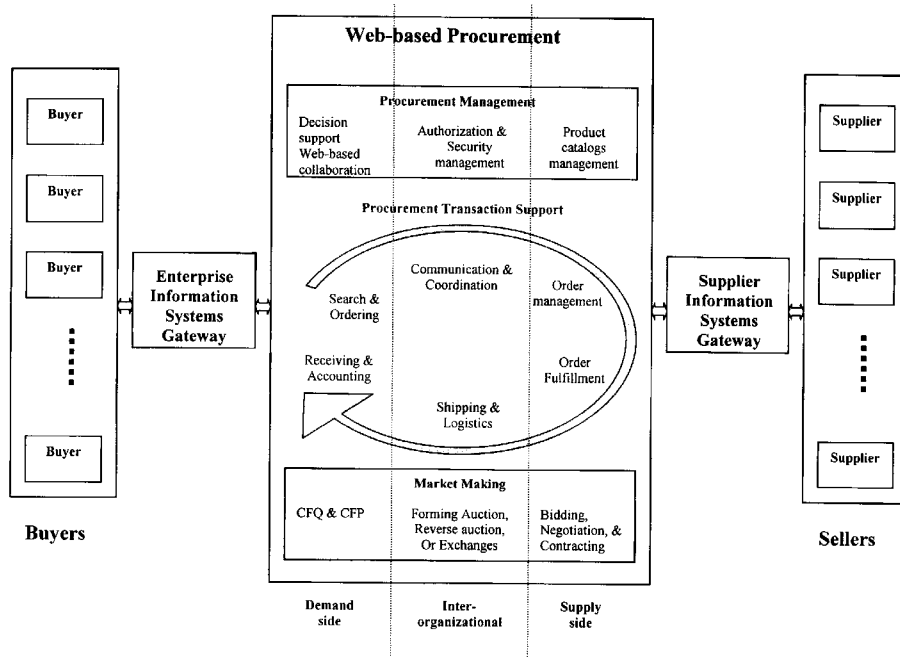 Web-based Procurement
Procurement Management
Decision
support
Web-based
collaboration
Authorization &
Security
management
Product
catalogs
management
Procurement Transaction Support
Communication &
Coordination
Search &
Ordering
Order
management
Receiving &
Accounting
Order
Fulfillment
Shipping &
Logistics
Market Making
CFQ & CFP
Forming Auction,
Reverse auction,
Or Exchanges
Bidding,
Negotiation, &
Contracting
Demand
side
Inter-
organizational
Supply
side
Buyer
Buyer
Buyer
Buyer
Buyers
Enterprise
Information
Systems
Gateway
Supplier
Information
Systems
Gateway
Supplier
Supplier
Supplier
Supplier
Sellers